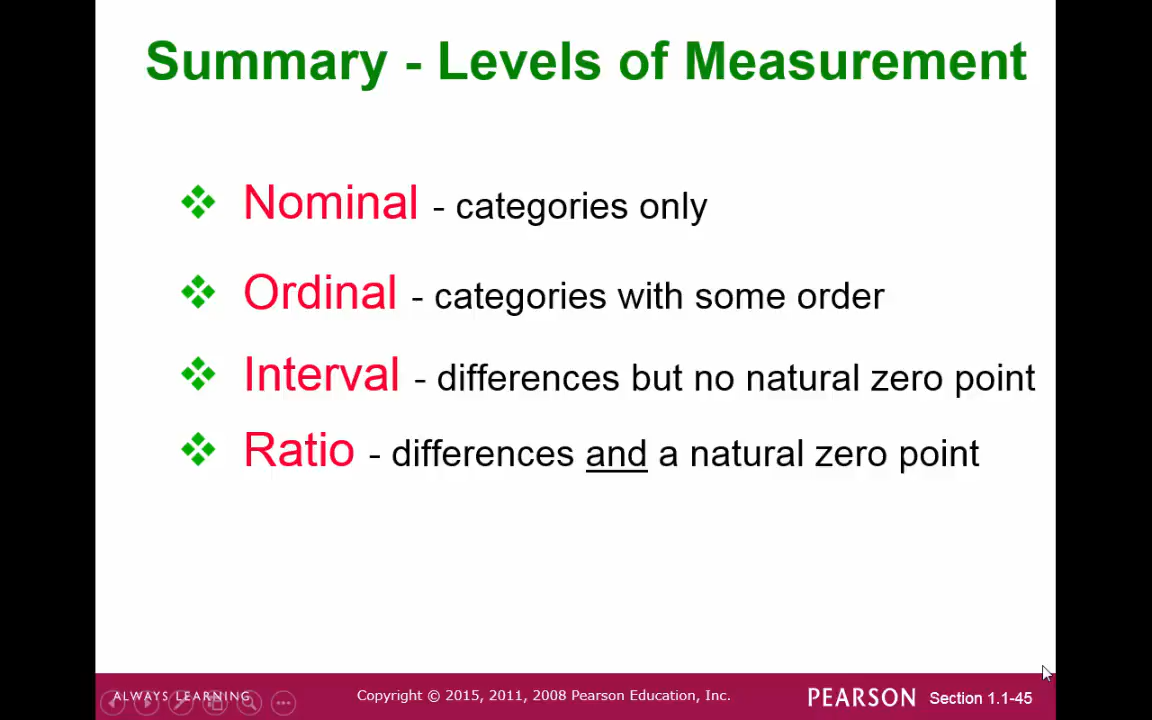 Summary - Levels of Measurement
Nominal - categories only
Ordinal - categories with some order
Interval - differences but no natural zero point
Ratio - differences and a natural zero point
ALWAYS LEARNING
Copyright © 2015, 2011, 2008 Pearson Education, Inc.
PEARSON
Section 1.1-45